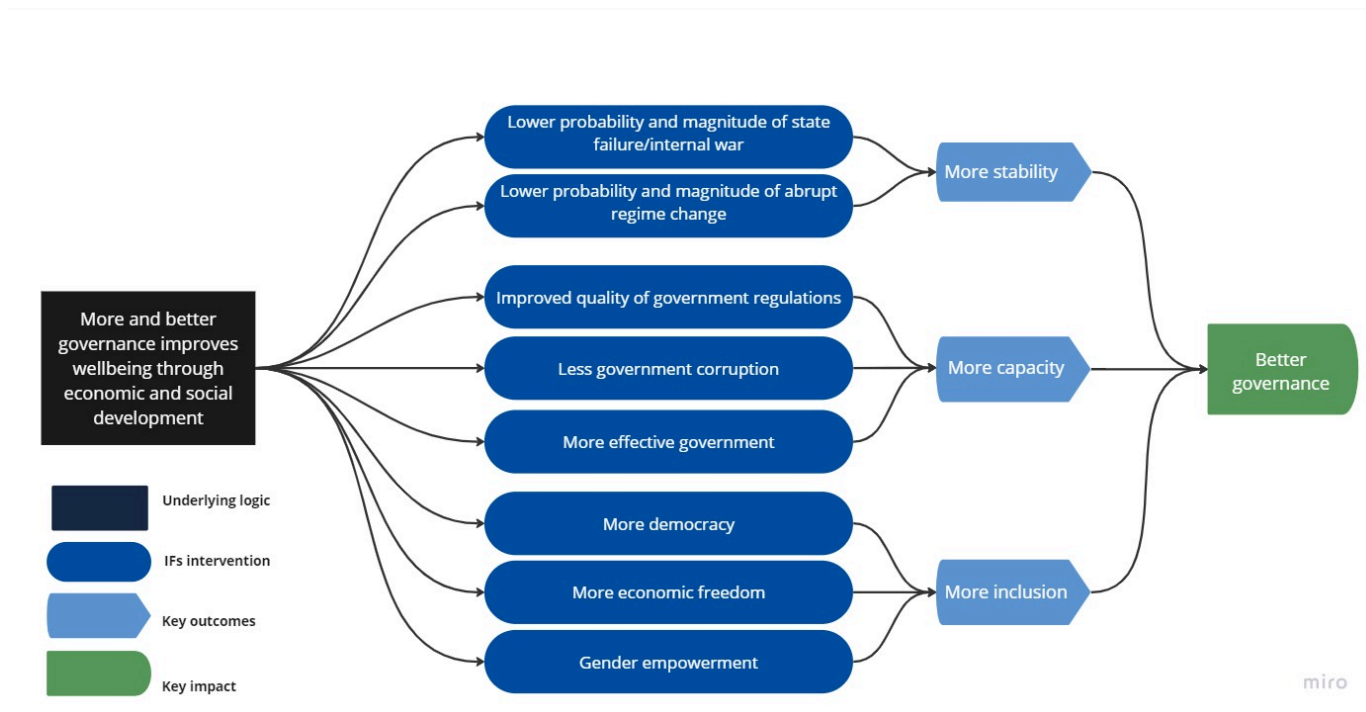 More and better
governance improves
wellbeing through
economic and social
development
Lower probability and magnitude of state
failure/internal war
Lower probability and magnitude of abrupt
regime change
Improved quality of government regulations
Less government corruption
More effective government
More democracy
More economic freedom
Gender empowerment
More stability
More capacity
More inclusion
Better
governance
Underlying logic
IFs intervention
Key outcomes
Key impact
miro